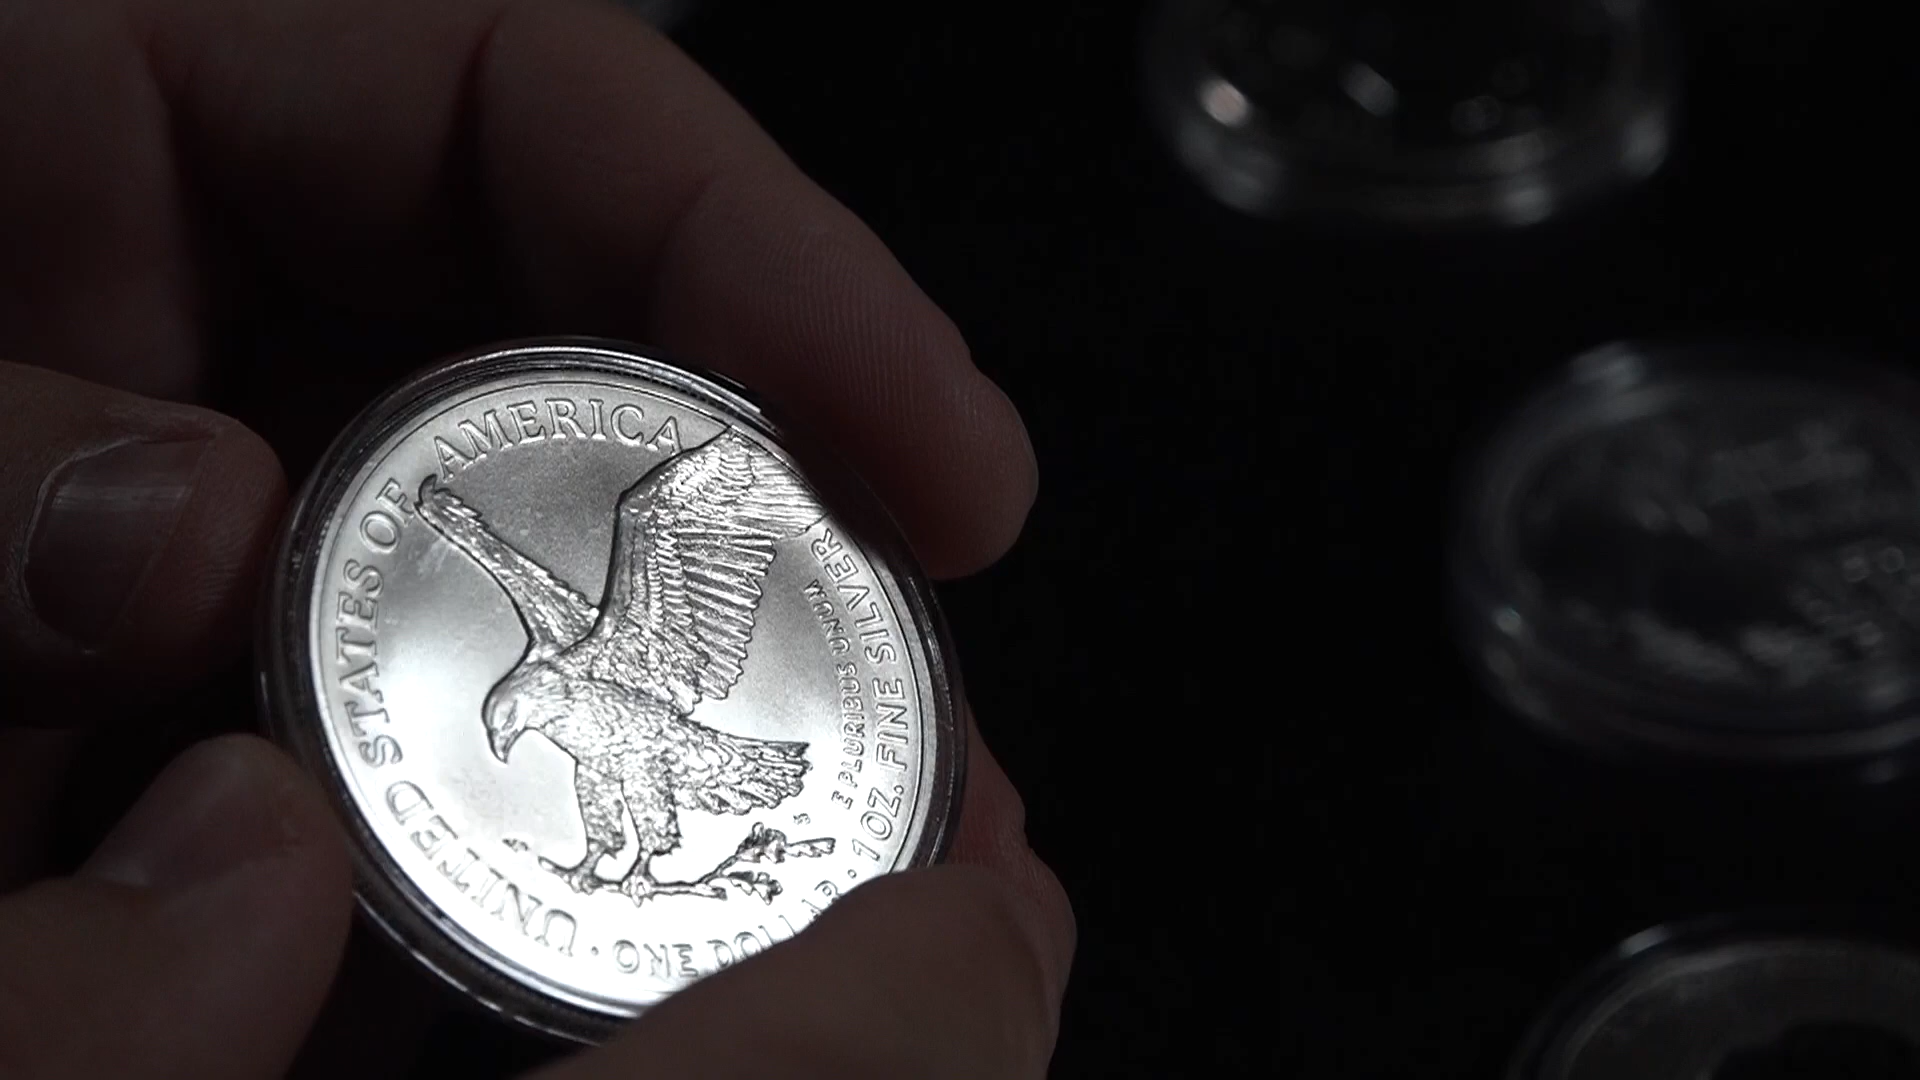 UNITED STATES OF AMERICA
E PLURIBUS UNUM
· 1 OZ. FINE SILVER
· ONE DOLLAR